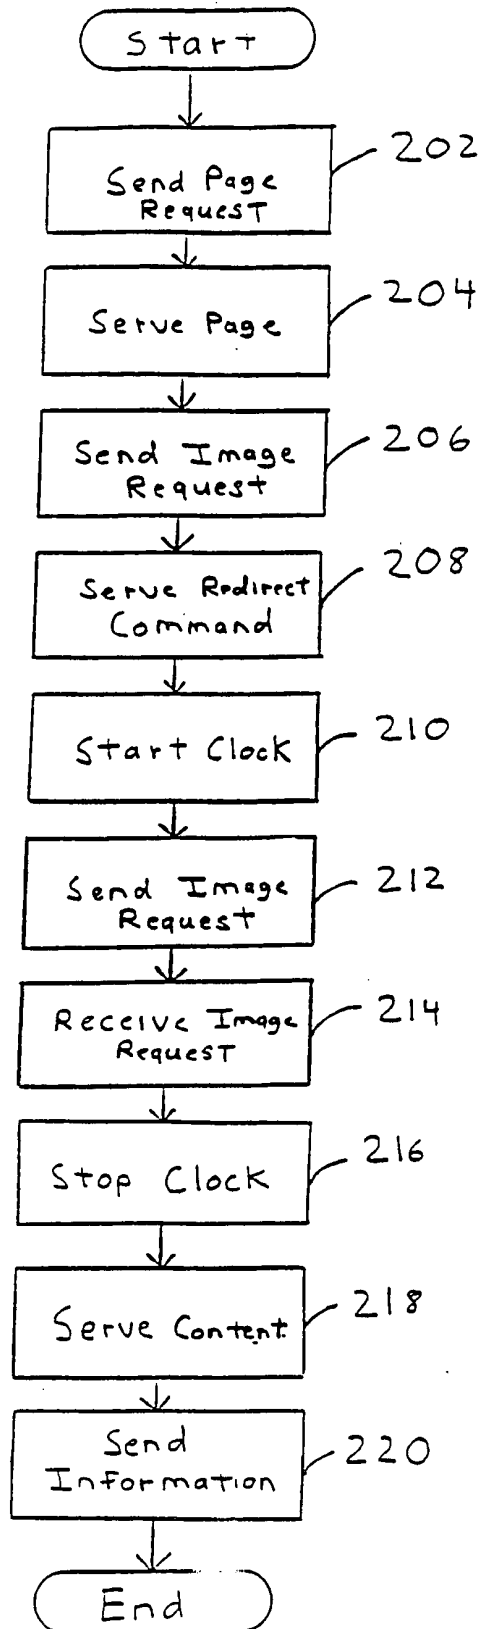 Start
202
Send Page
Request
204
Serve Page
206
Send Image
Request
208
Serve Redirect
Command
210
Start Clock
212
Send Image
Request
214
Receive Image
Request
216
Stop Clock
218
Serve Content
220
Send
Information
End